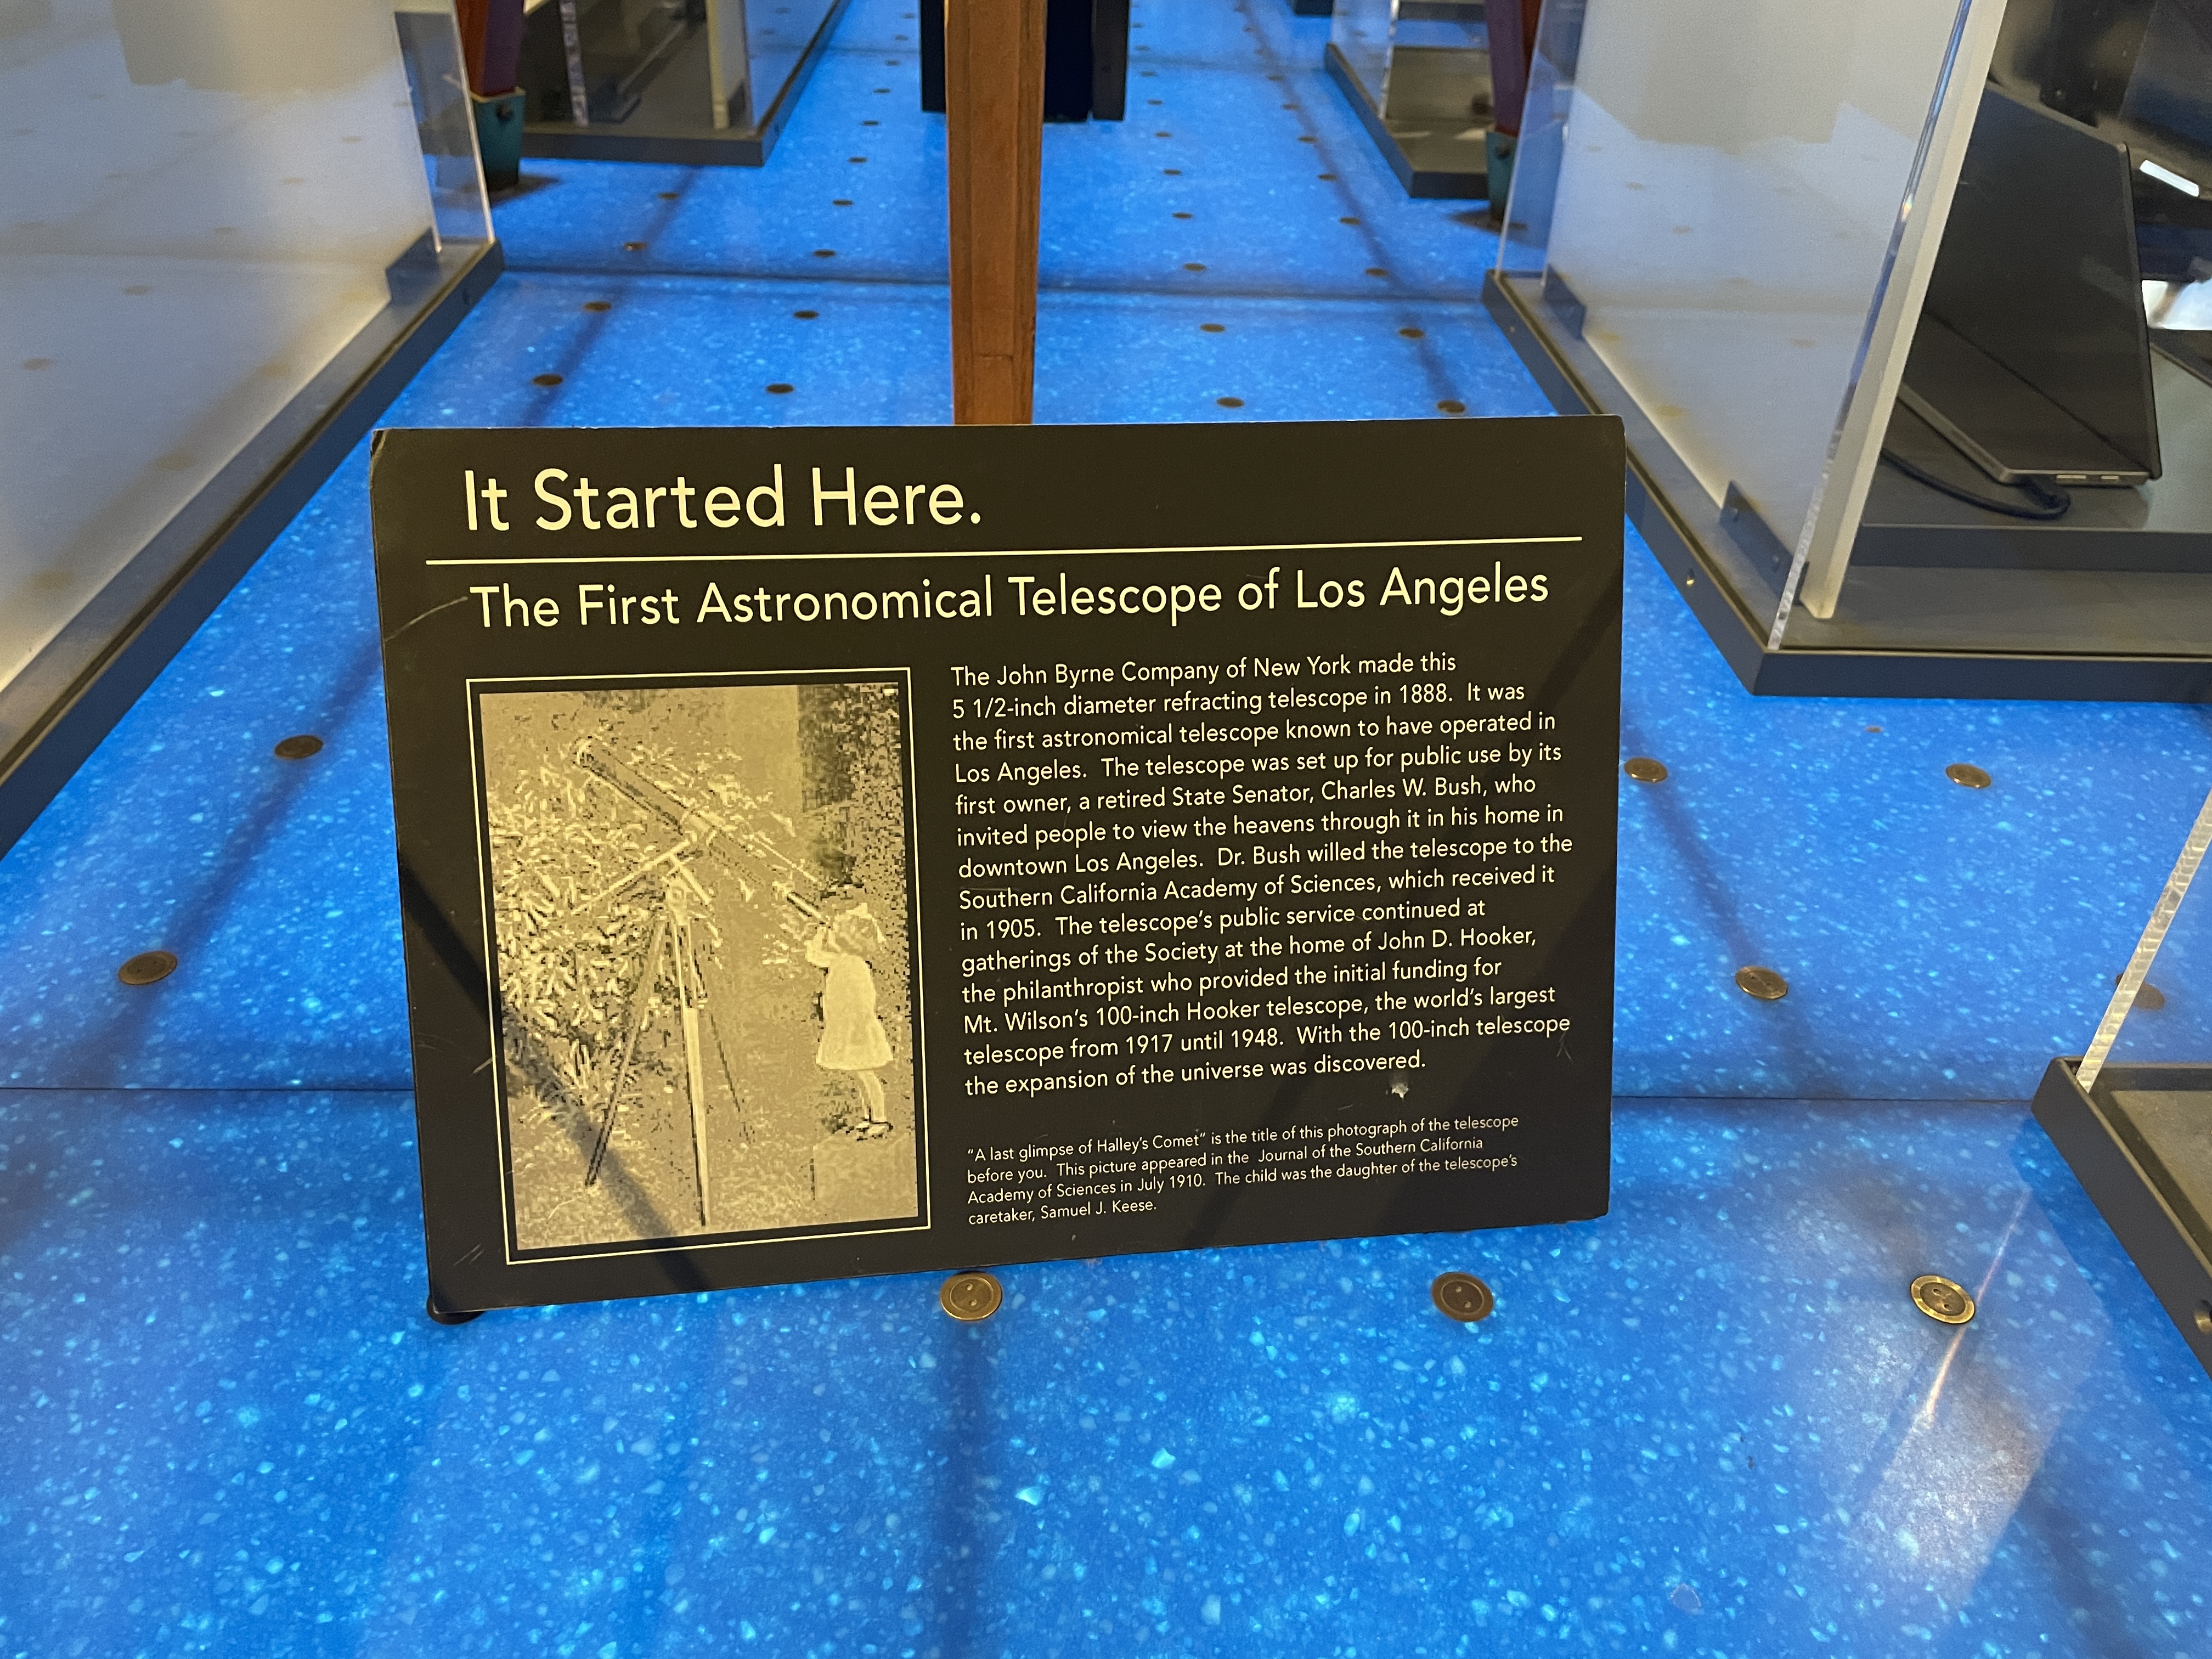 It Started Here.
The First Astronomical Telescope of Los Angeles
The John Byrne Company of New York made this
5 1/2-inch diameter refracting telescope in 1888. It was
the first astronomical telescope known to have operated in
Los Angeles. The telescope was set up for public use by its
first owner, a retired State Senator, Charles W. Bush, who
invited people to view the heavens through it in his home in
downtown Los Angeles. Dr. Bush willed the telescope to the
Southern California Academy of Sciences, which received it
in 1905. The telescope's public service continued at
gatherings of the Society at the home of John D. Hooker,
the philanthropist who provided the initial funding for
Mt. Wilson's 100-inch Hooker telescope, the world's largest
telescope from 1917 until 1948. With the 100-inch telescope
the expansion of the universe was discovered.
"A last glimpse of Halley's Comet" is the title of this photograph of the telescope
before you. This picture appeared in the Journal of the Southern California
Academy of Sciences in July 1910. The child was the daughter of the telescope's
caretaker, Samuel J. Keese.